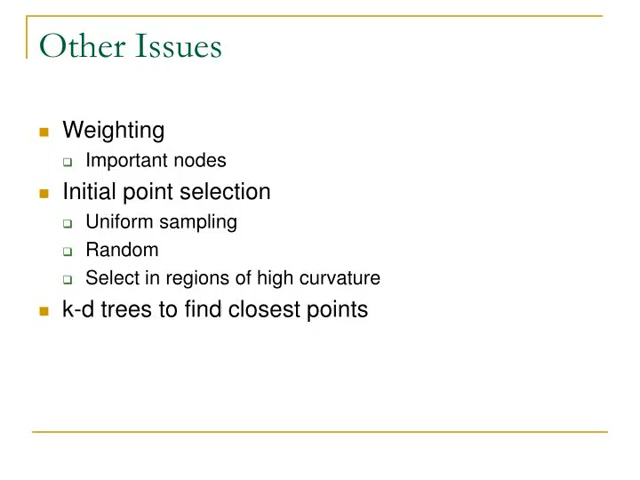 Other Issues
Weighting
Important nodes
Initial point selection
Uniform sampling
Random
Select in regions of high curvature
k-d trees to find closest points